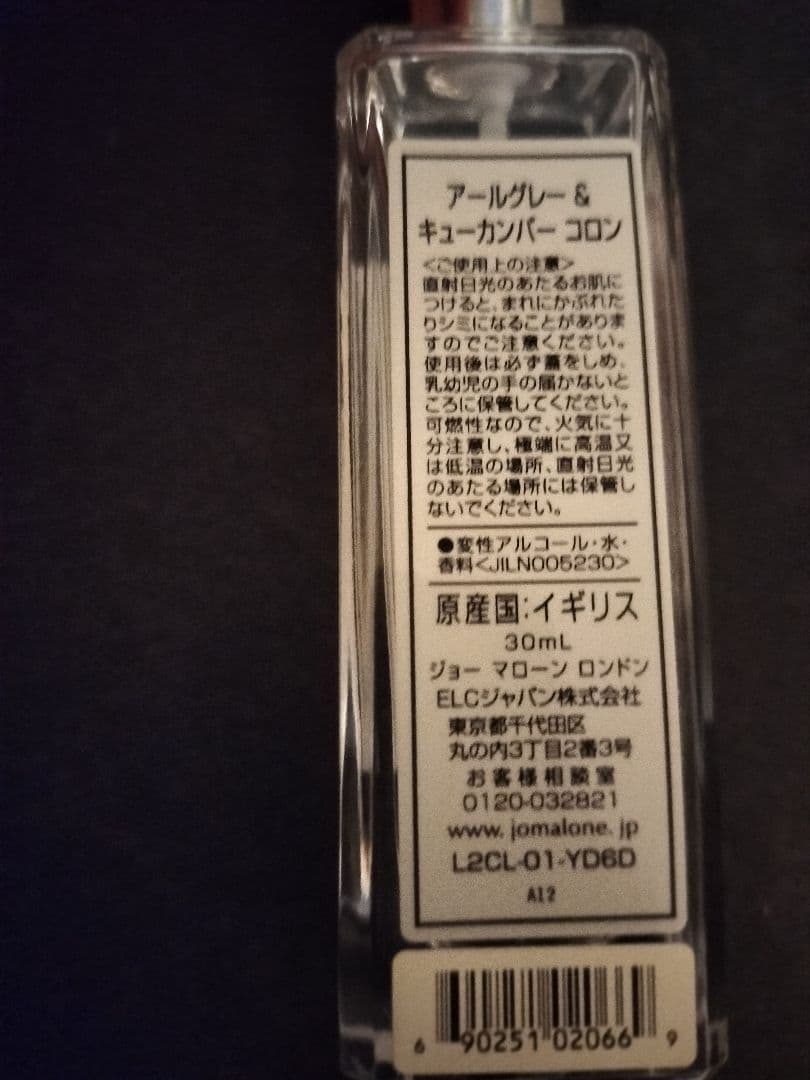 アールグレー &
キューカンバー コロン
<ご使用上の注意>
直射日光のあたるお肌に
つけると、まれにかぶれた
りシミになることがありま
すのでご注意ください。
使用後は必ず蓋をしめ、
乳幼児の手の届かないと
ころに保管してください。
可燃性なので、火気に十
分注意し、極端に高温又
は低温の場所、直射日光
のあたる場所には保管し
ないでください。
●変性アルコール・水・
香料<JILN005230>
原産国:イギリス
30mL
ジョー マローン ロンドン
ELCジャパン株式会社
東京都千代田区
丸の内3丁目2番3号
お客様相談室
0120-032821
www.jomalone.jp
L2CL-01-YD6D
A12
6 90251 02066 9